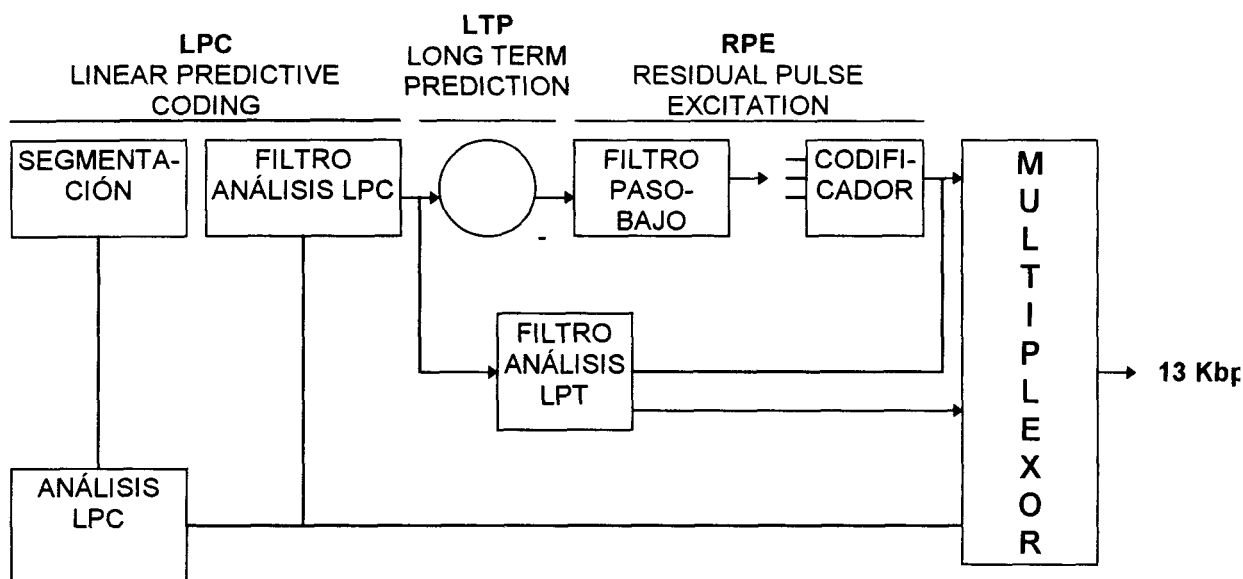 LPC
LINEAR PREDICTIVE
CODING
LTP
LONG TERM
PREDICTION
RPE
RESIDUAL PULSE
EXCITATION
SEGMENTA-
CIÓN
FILTRO
ANÁLISIS LPC
FILTRO
PASO-
BAJO
CODIFI-
CADOR
MULTIPLEXOR
FILTRO
ANÁLISIS
LPT
13 Kbp
ANÁLISIS
LPC